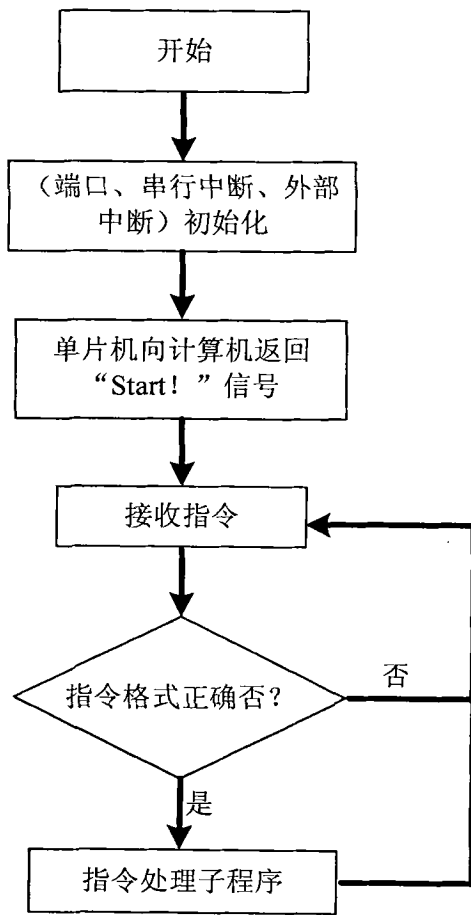 开始
（端口、串行中断、外部
中断）初始化
单片机向计算机返回
“Start！”信号
接收指令
指令格式正确否？
否
是
指令处理子程序